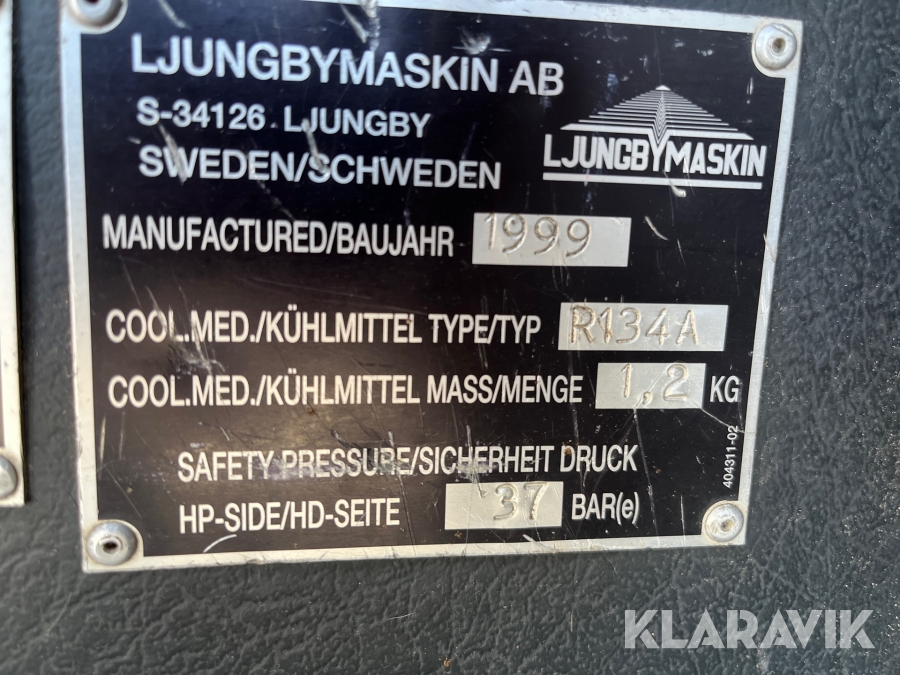 LJUNGBYMASKIN AB
S-34126 LJUNGBY
SWEDEN/SCHWEDEN
LJUNGBYMASKIN
MANUFACTURED/BAUJAHR 1999
COOL.MED./KÜHLMITTEL TYPE/TYP R134A
COOL.MED./KÜHLMITTEL MASS/MENGE 1,2 KG
SAFETY PRESSURE/SICHERHEIT DRUCK
HP-SIDE/HD-SEITE 37 BAR(e)
404311-02
KLARAVIK